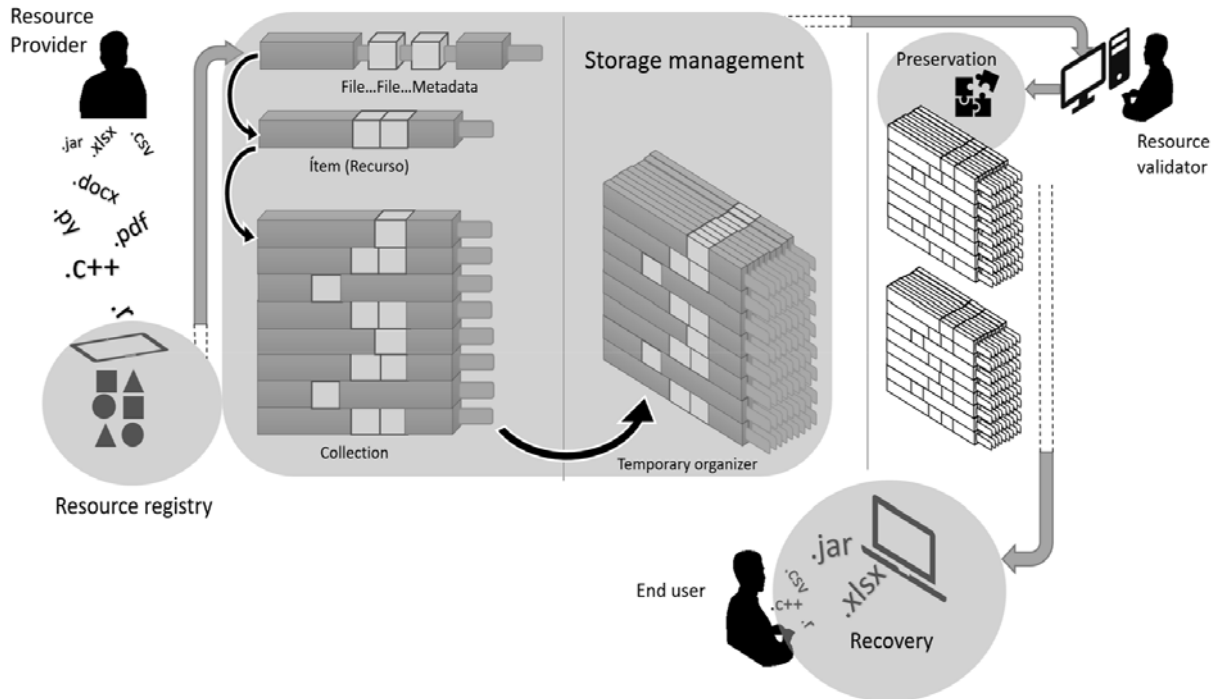 Resource
Provider
.jar
.xlsx
.csv
.docx
.py
.pdf
.c++
.r
Resource registry
File...File...Metadata
Ítem (Recurso)
Collection
Storage management
Temporary organizer
Preservation
Resource
validator
End user
.jar
.csv
.xlsx
.c++
.r
Recovery